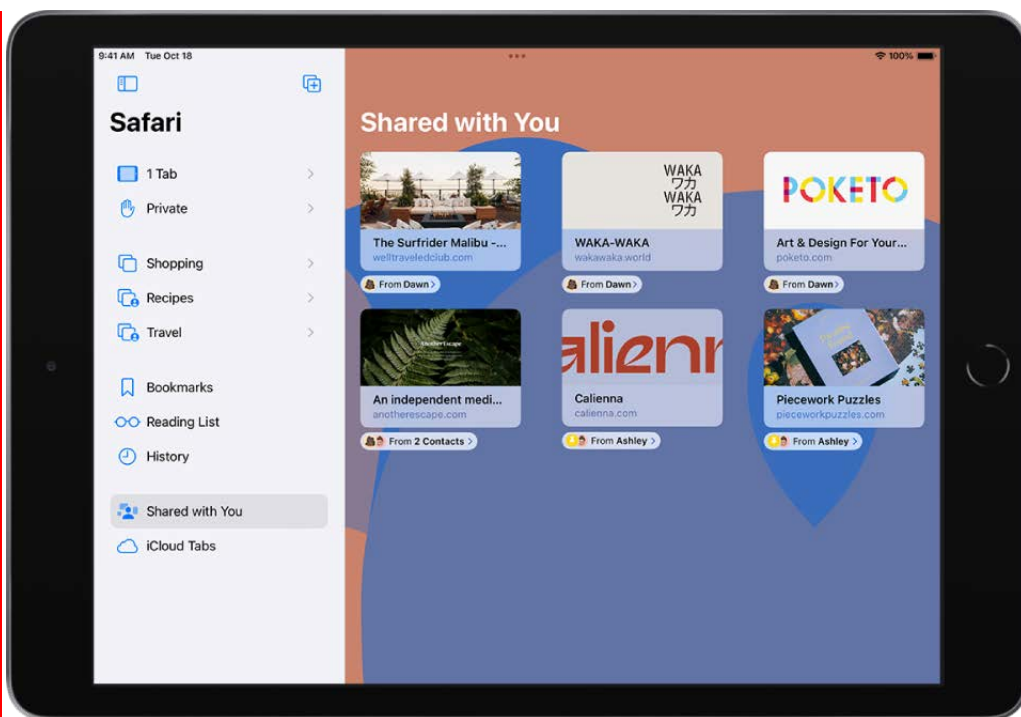 9:41 AM Tue Oct 18
100%
Safari
1 Tab
Private
Shopping
Recipes
Travel
Bookmarks
Reading List
History
Shared with You
iCloud Tabs
Shared with You
WAKA
ワカ
WAKA
ワカ
POKETO
The Surfrider Malibu -...
welltraveledclub.com
WAKA-WAKA
wakawaka.world
Art & Design For Your...
poketo.com
From Dawn
From Dawn
From Dawn
AnotherEscape
alienr
An independent medi...
anotherescape.com
Calienna
calienna.com
Piecework Puzzles
pieceworkpuzzles.com
From 2 Contacts
From Ashley
From Ashley